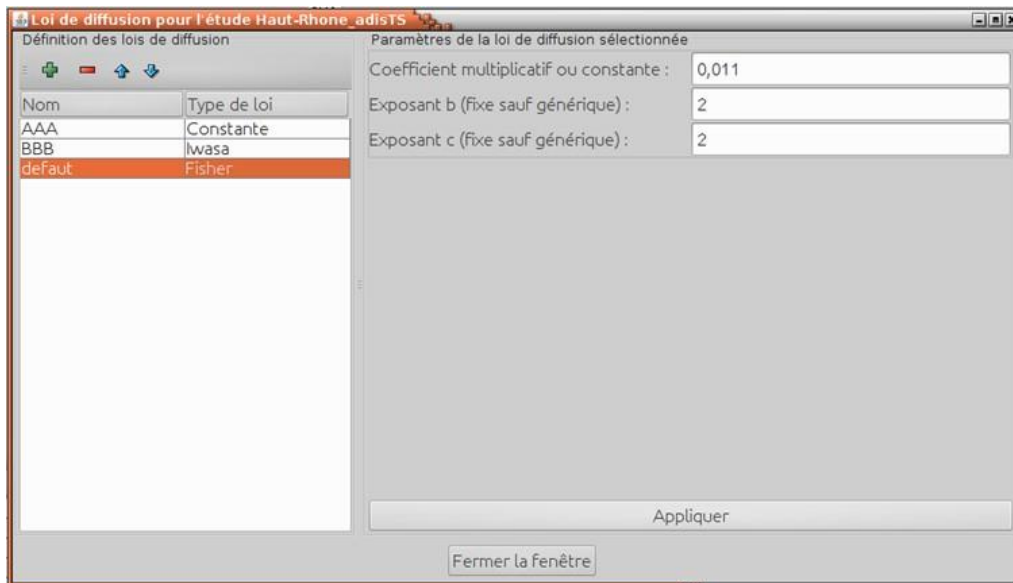 Loi de diffusion pour l'étude Haut-Rhone_adisTS
Définition des lois de diffusion
Nom Type de loi
AAA Constante
BBB Iwasa
defaut Fisher
Paramètres de la loi de diffusion sélectionnée
Coefficient multiplicatif ou constante : 0,011
Exposant b (fixe sauf générique) : 2
Exposant c (fixe sauf générique) : 2
Appliquer
Fermer la fenêtre